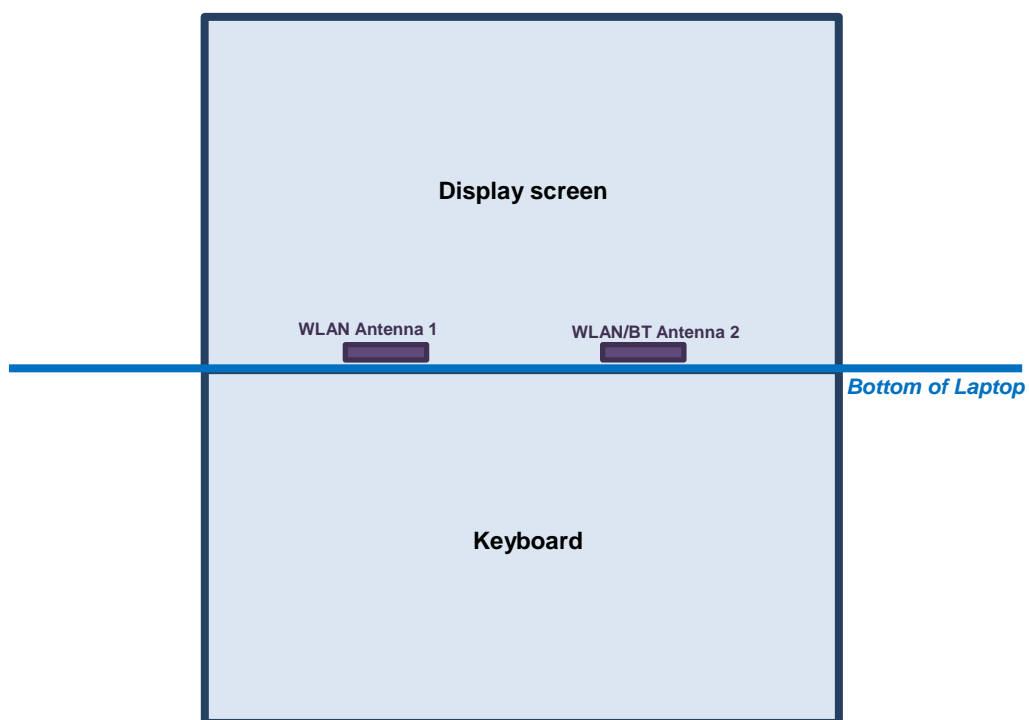 Display screen
WLAN Antenna 1
WLAN/BT Antenna 2
Bottom of Laptop
Keyboard